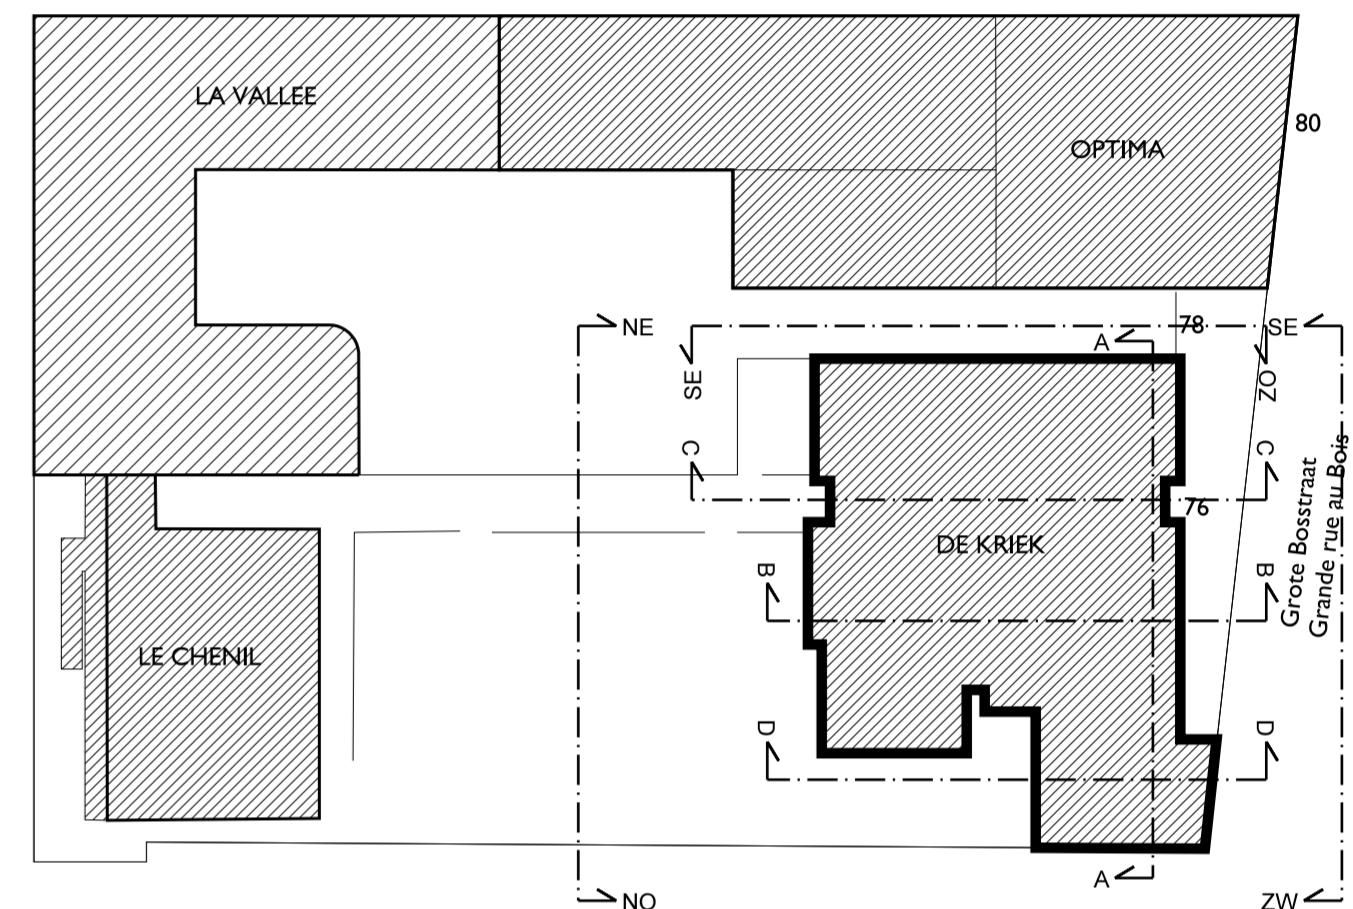 LA VALLEE
80
OPTIMA
NE
78
SE
A
SE
OZ
C
C
76
DE KRIEK
Grote Bosstraat
Grande rue au Bois
B
B
LE CHENIL
D
D
A
NO
ZW